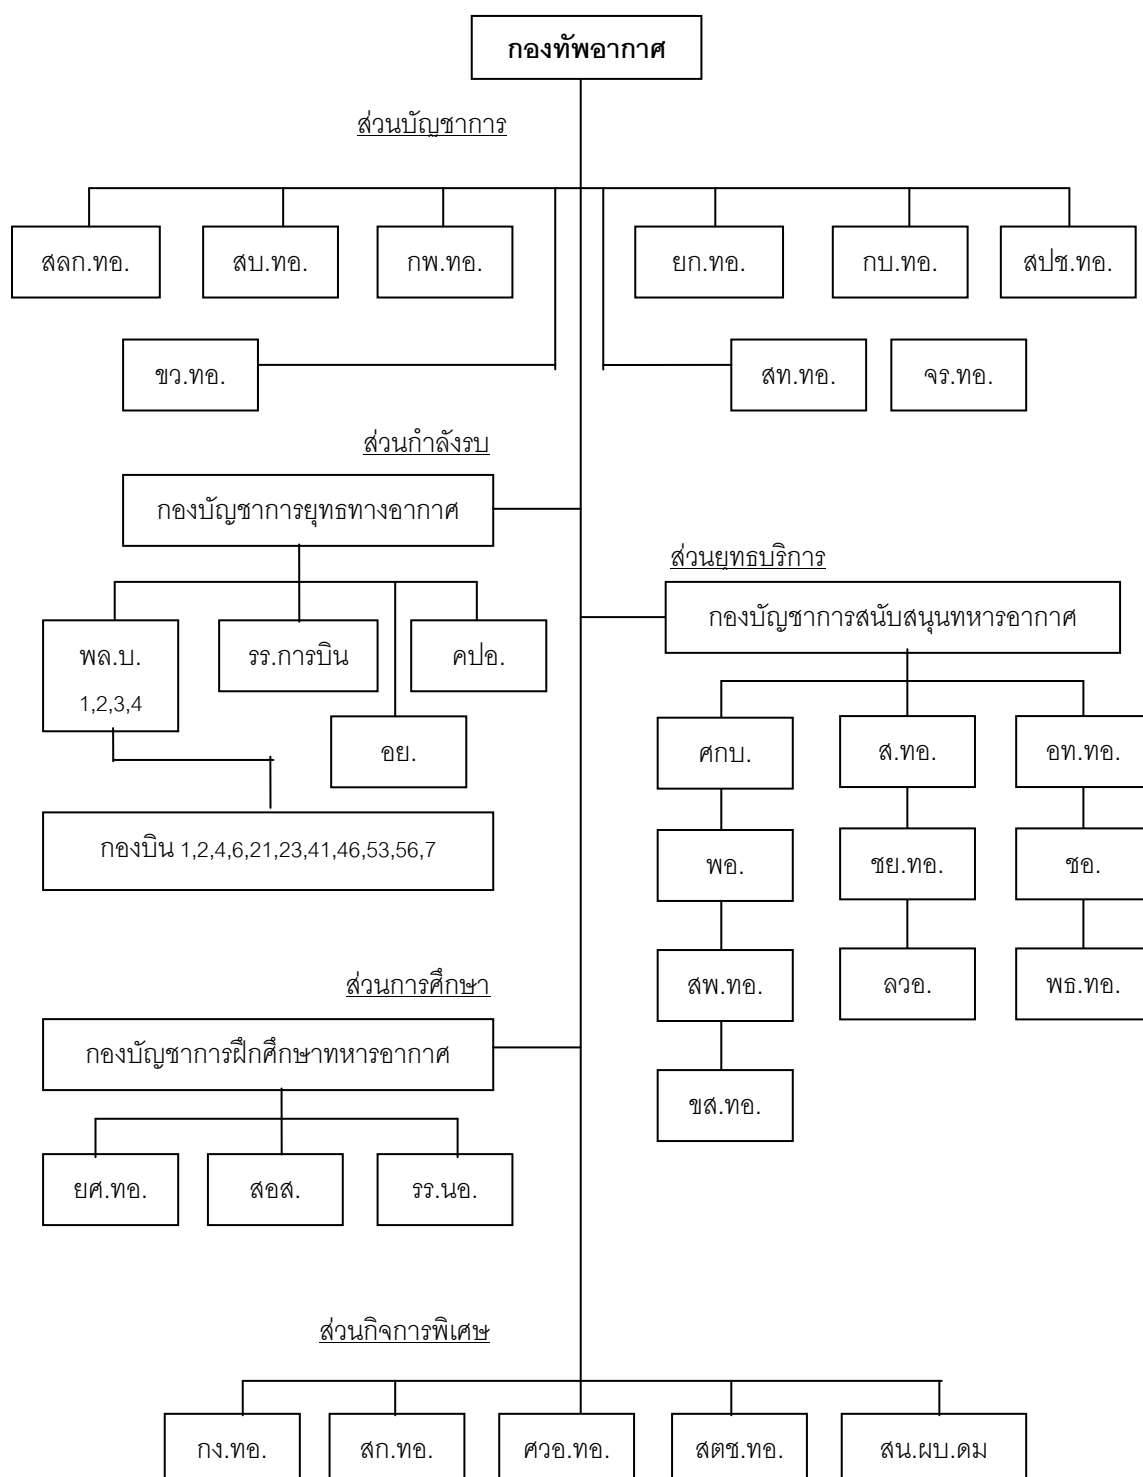 กองทัพอากาศ
ส่วนบัญชาการ
สลก.ทอ.
สบ.ทอ.
กพ.ทอ.
ยก.ทอ.
กบ.ทอ.
สปช.ทอ.
ขว.ทอ.
สท.ทอ.
จร.ทอ.
ส่วนกำลังรบ
กองบัญชาการยุทธทางอากาศ
พล.บ.
1,2,3,4
รร.การบิน
คปอ.
อย.
กองบิน 1,2,4,6,21,23,41,46,53,56,7
ส่วนยุทธบริการ
กองบัญชาการสนับสนุนทหารอากาศ
ศกบ.
ส.ทอ.
อท.ทอ.
พอ.
ชย.ทอ.
ชอ.
สพ.ทอ.
ลวอ.
พธ.ทอ.
ขส.ทอ.
ส่วนการศึกษา
กองบัญชาการฝึกศึกษาทหารอากาศ
ยศ.ทอ.
สอส.
รร.นอ.
ส่วนกิจการพิเศษ
กง.ทอ.
สก.ทอ.
ศวอ.ทอ.
สตช.ทอ.
สน.ผบ.ดม